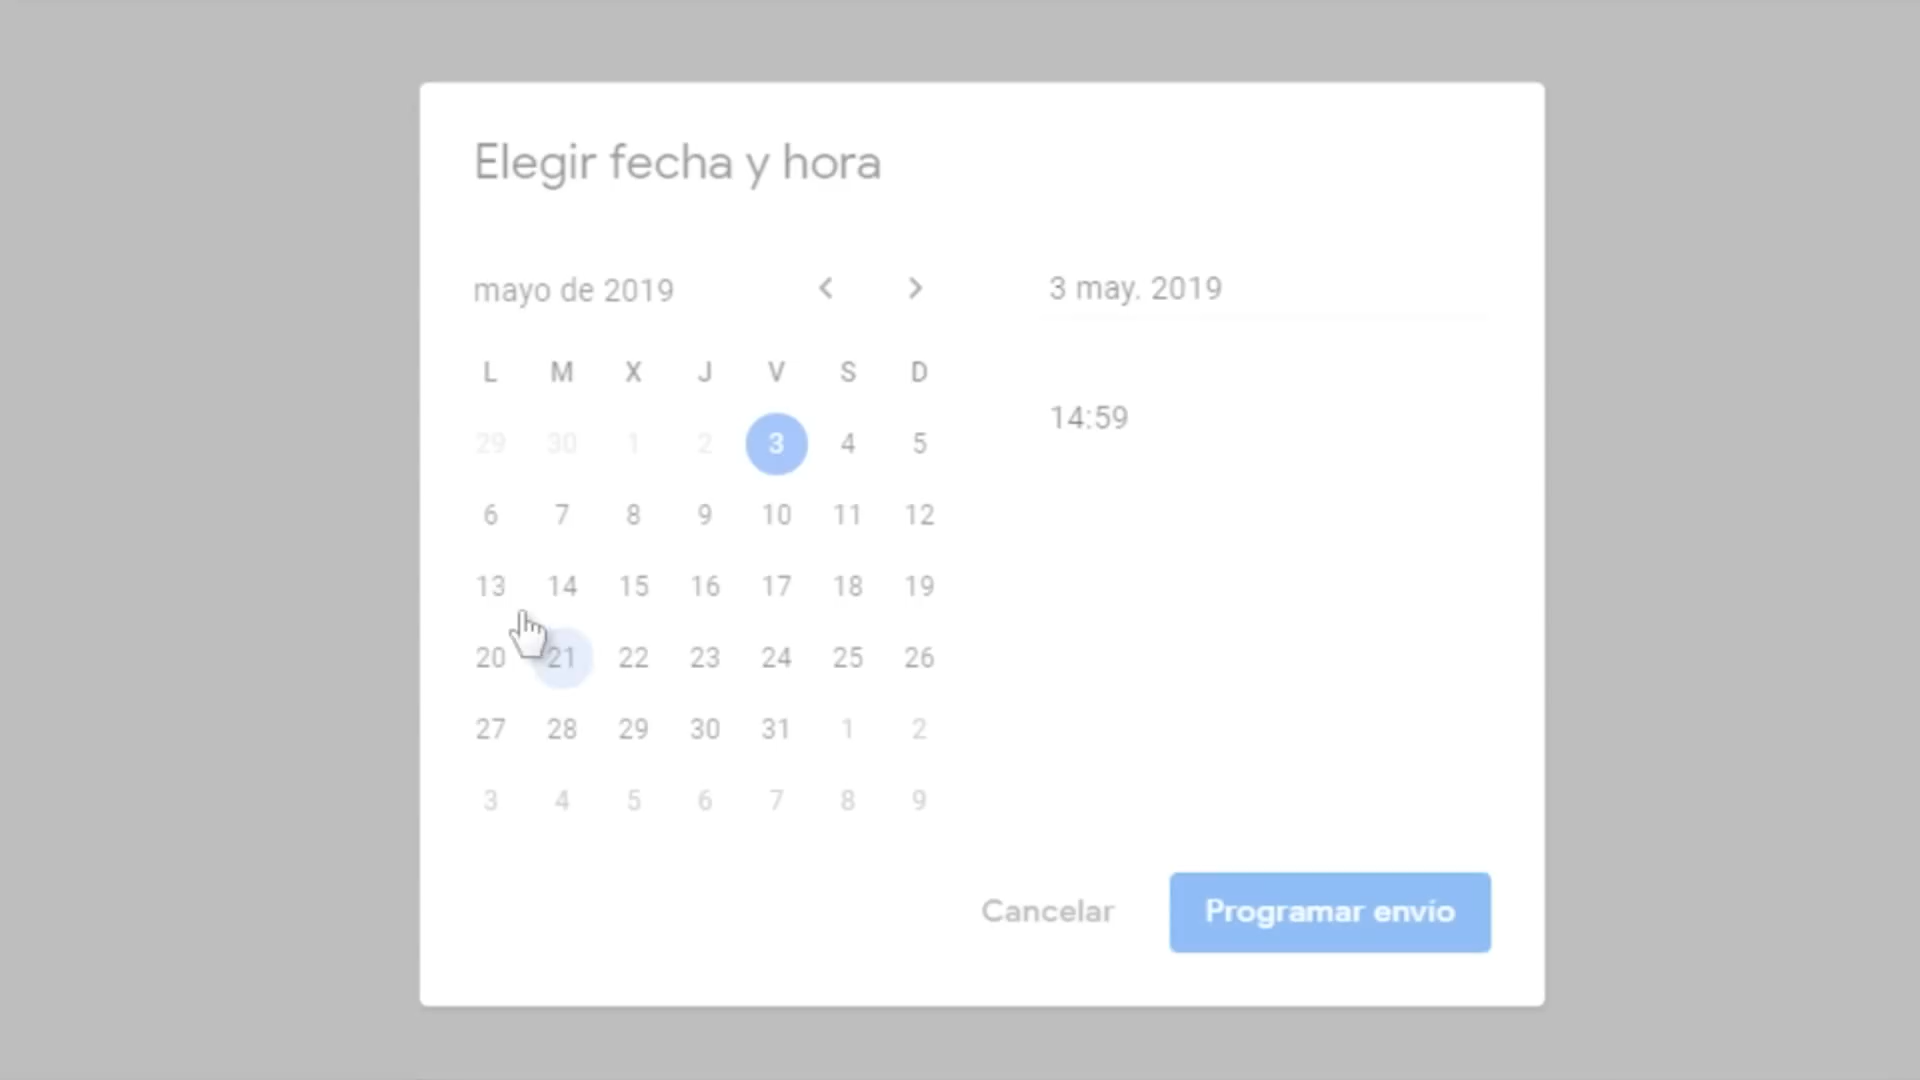 Elegir fecha y hora
mayo de 2019
3 may. 2019
L M X J V S D
14:59
29 30 1 2 3 4 5
6 7 8 9 10 11 12
13 14 15 16 17 18 19
20 21 22 23 24 25 26
27 28 29 30 31 1 2
3 4 5 6 7 8 9
Cancelar
Programar envío